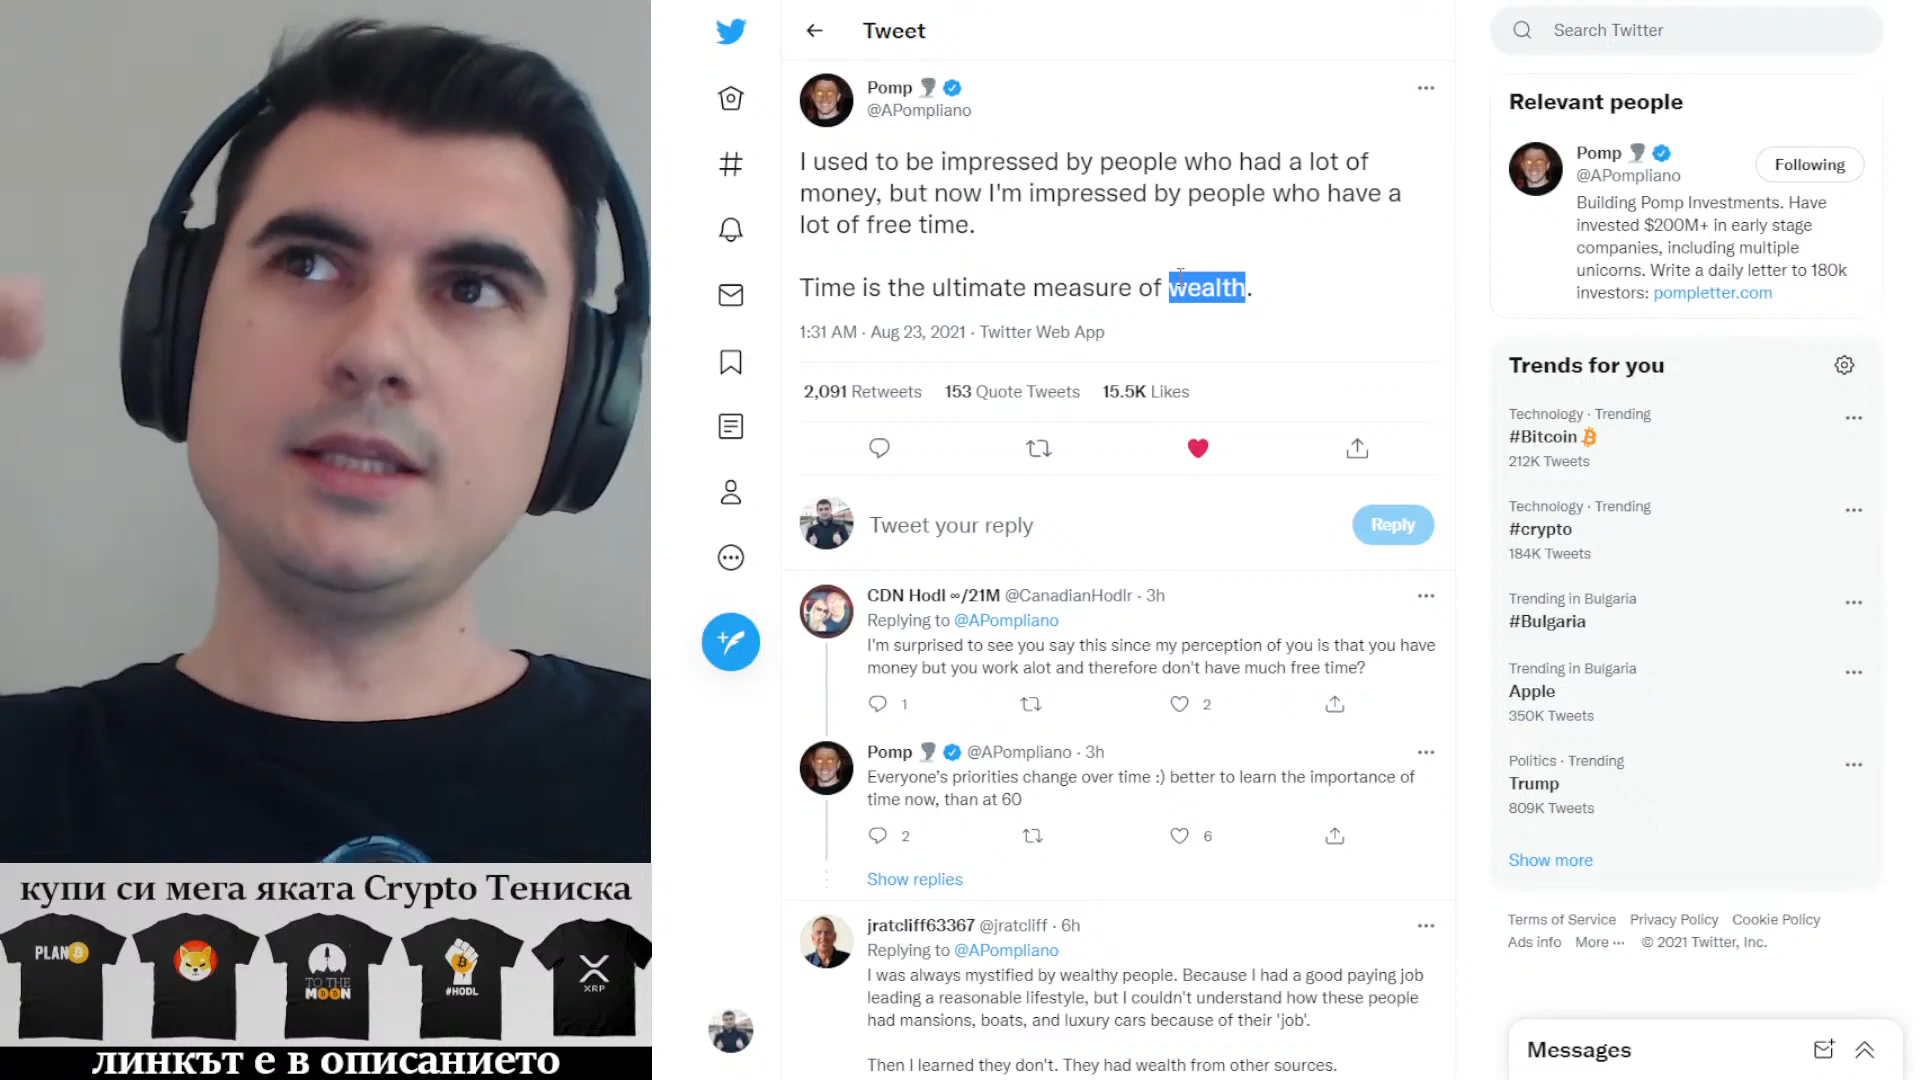 Tweet
Search Twitter
Pomp
@APompliano
I used to be impressed by people who had a lot of
money, but now I'm impressed by people who have a
lot of free time.
Time is the ultimate measure of wealth.
1:31 AM · Aug 23, 2021 · Twitter Web App
2,091 Retweets 153 Quote Tweets 15.5K Likes
Tweet your reply
Reply
CDN Hodl ∞/21M @CanadianHodlr · 3h
Replying to @APompliano
I'm surprised to see you say this since my perception of you is that you have
money but you work alot and therefore don't have much free time?
1 2
Pomp @APompliano · 3h
Everyone's priorities change over time :) better to learn the importance of
time now, than at 60
2 6
Show replies
jratcliff63367 @jratcliff · 6h
Replying to @APompliano
I was always mystified by wealthy people. Because I had a good paying job
leading a reasonable lifestyle, but I couldn't understand how these people
had mansions, boats, and luxury cars because of their 'job'.
Then I learned they don't. They had wealth from other sources.
Relevant people
Pomp
@APompliano
Following
Building Pomp Investments. Have
invested $200M+ in early stage
companies, including multiple
unicorns. Write a daily letter to 180k
investors: pompletter.com
Trends for you
Technology · Trending
#Bitcoin
212K Tweets
Technology · Trending
#crypto
184K Tweets
Trending in Bulgaria
#Bulgaria
Trending in Bulgaria
Apple
350K Tweets
Politics · Trending
Trump
809K Tweets
Show more
Terms of Service Privacy Policy Cookie Policy
Ads info More ··· © 2021 Twitter, Inc.
Messages
купи си мега яката Crypto Тениска
PLAN
TO THE
MOON
#HODL
XRP
линкът е в описанието